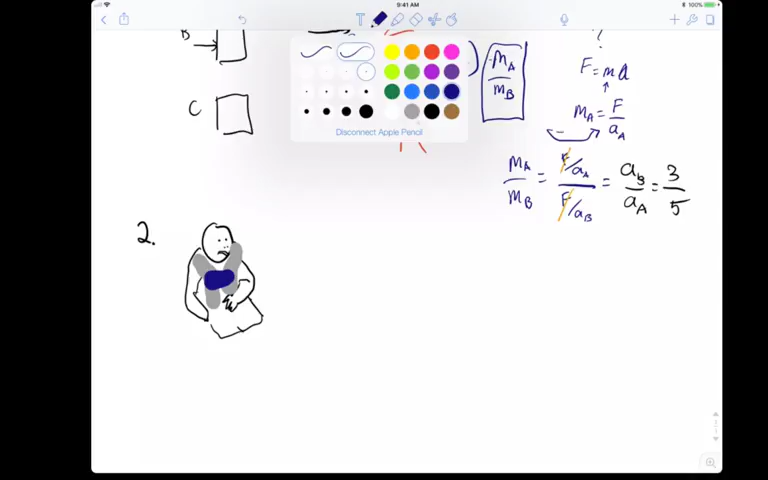 9:41 AM
100%
T
B
C
Disconnect Apple Pencil
) mA/mB
?
F = ma
mA = F/aA
mA/mB = F/aA / F/aB = aB/aA = 3/5
2.